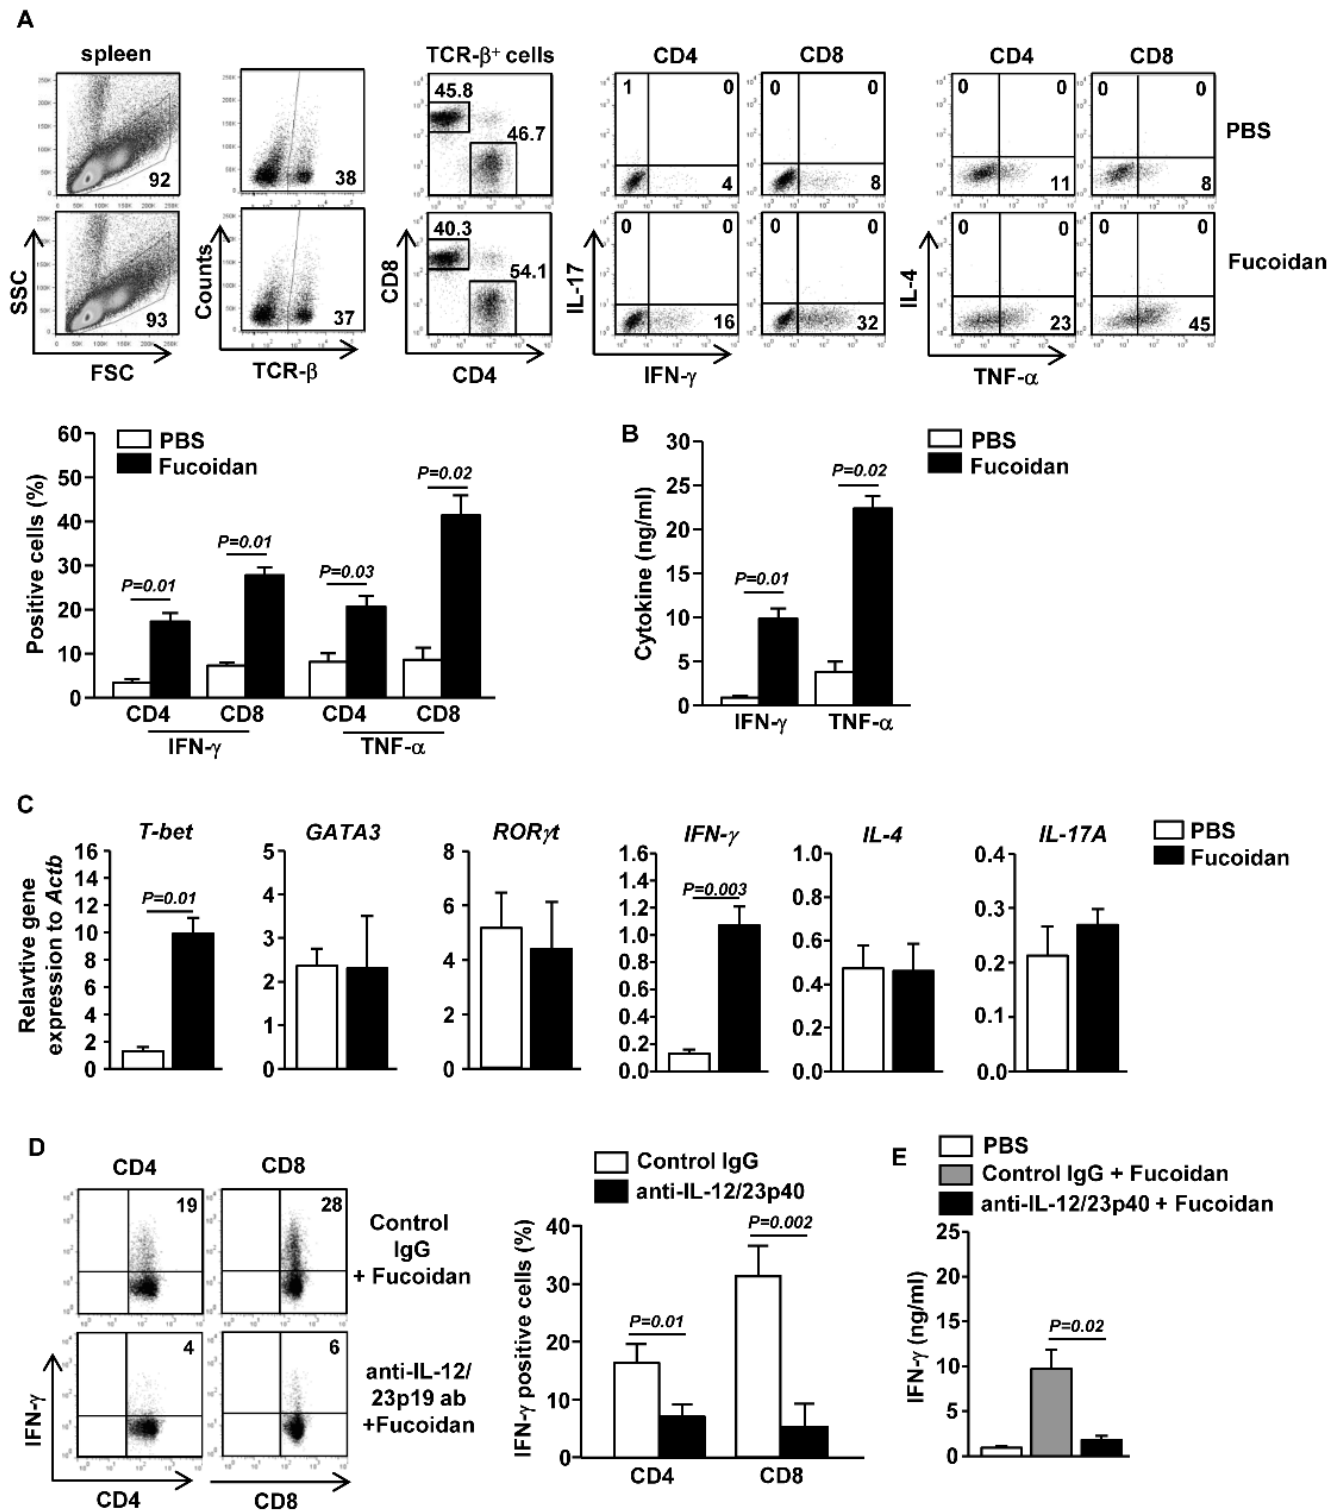 A
spleen
TCR-β+ cells
CD4
CD8
CD4
CD8
250K
200K
150K
100K
50K
0
92
38
45.8
46.7
1
0
4
0
0
8
0
0
11
0
0
8
PBS
93
37
40.3
54.1
0
0
16
0
0
32
0
0
23
0
0
45
Fucoidan
SSC
Counts
CD8
IL-17
IL-4
FSC
TCR-β
CD4
IFN-γ
TNF-α
PBS
Fucoidan
Positive cells (%)
60
50
40
30
20
10
0
P=0.01
P=0.01
P=0.03
P=0.02
CD4
CD8
CD4
CD8
IFN-γ
TNF-α
B
PBS
Fucoidan
Cytokine (ng/ml)
30
25
20
15
10
5
0
P=0.01
P=0.02
IFN-γ
TNF-α
C
T-bet
GATA3
RORγt
IFN-γ
IL-4
IL-17A
PBS
Fucoidan
Relavtive gene
expression to Actb
16
14
12
10
8
6
4
2
0
P=0.01
5
4
3
2
1
0
8
6
4
2
0
1.6
1.4
1.2
1.0
0.8
0.6
0.4
0.2
0.0
P=0.003
1.0
0.8
0.6
0.4
0.2
0.0
0.4
0.3
0.2
0.1
0.0
D
CD4
CD8
19
28
Control
IgG
+ Fucoidan
4
6
anti-IL-12/
23p19 ab
+Fucoidan
IFN-γ
CD4
CD8
Control IgG
anti-IL-12/23p40
IFN-γ positive cells (%)
40
30
20
10
0
P=0.01
P=0.002
CD4
CD8
E
PBS
Control IgG + Fucoidan
anti-IL-12/23p40 + Fucoidan
IFN-γ (ng/ml)
25
20
15
10
5
0
P=0.02